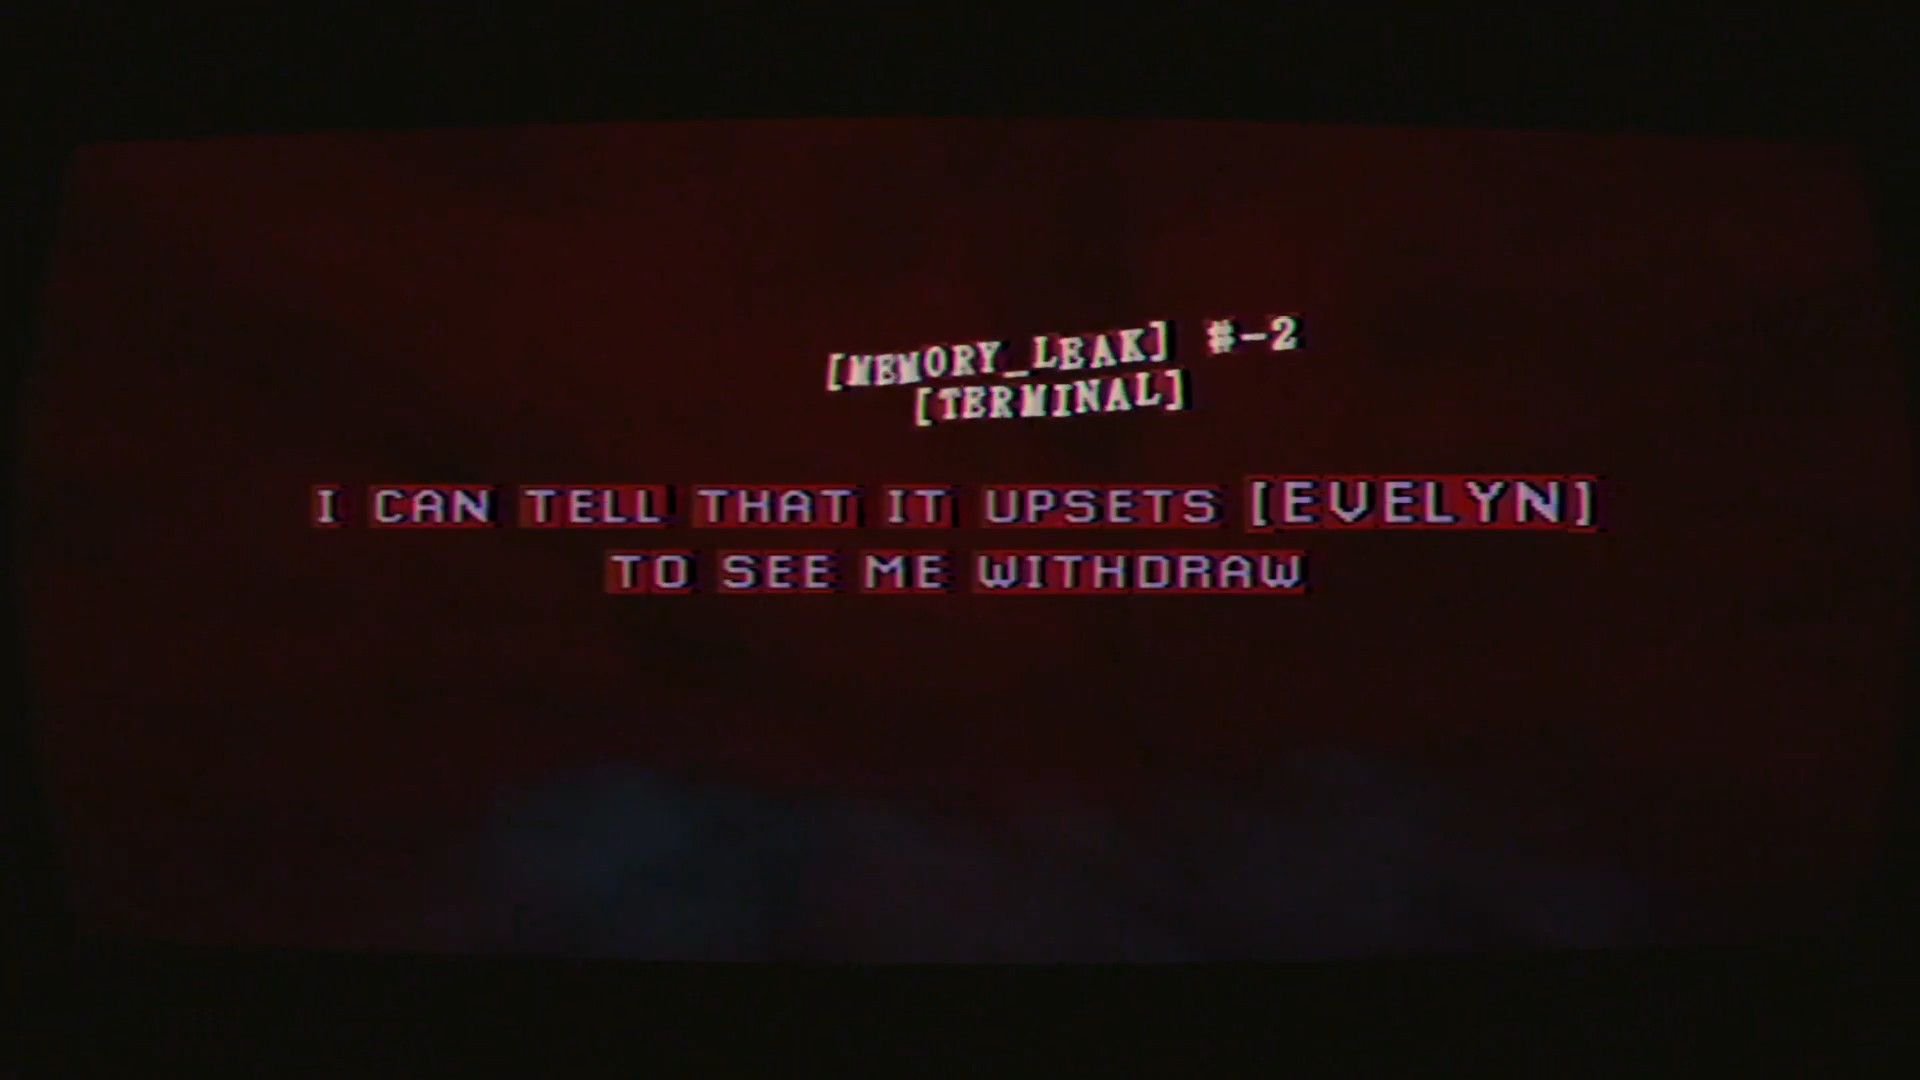 [MEMORY_LEAK] #-2
[TERMINAL]
I CAN TELL THAT IT UPSETS [EVELYN]
TO SEE ME WITHDRAW